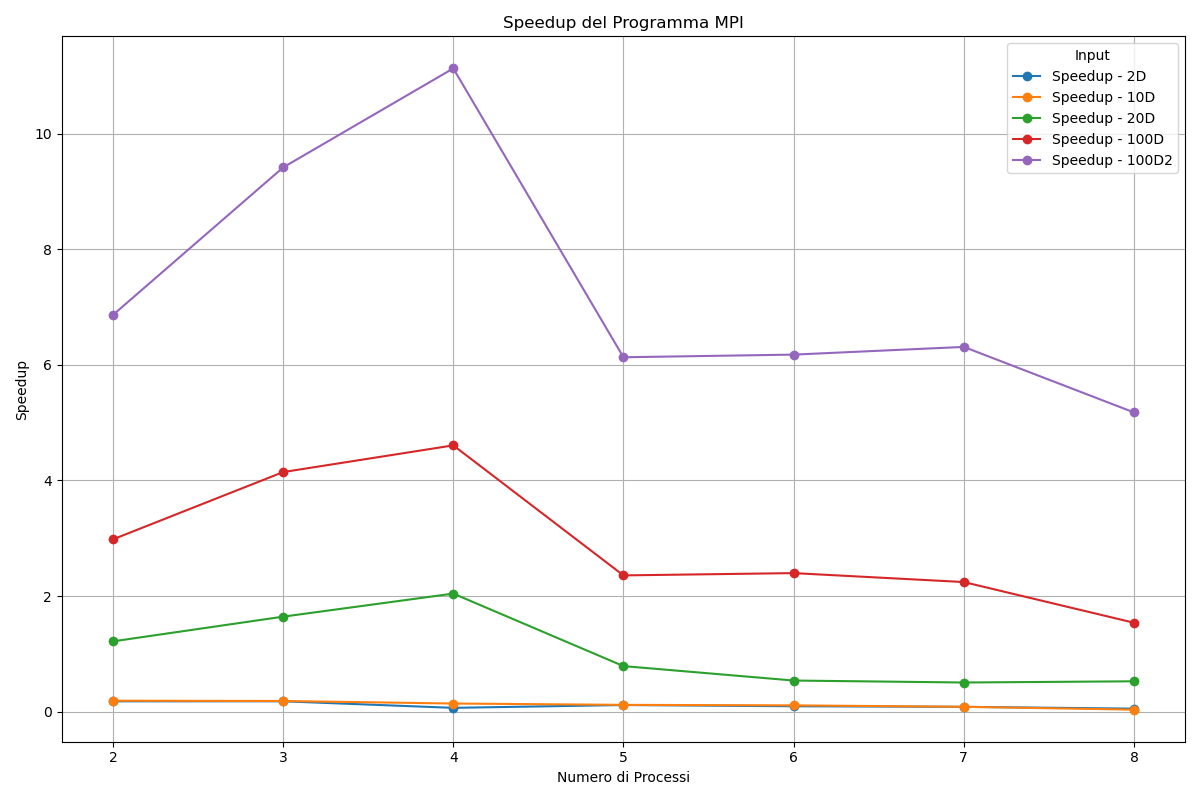 Speedup del Programma MPI
Input
Speedup - 2D
Speedup - 10D
Speedup - 20D
Speedup - 100D
Speedup - 100D2
Speedup
10
8
6
4
2
0
2 3 4 5 6 7 8
Numero di Processi